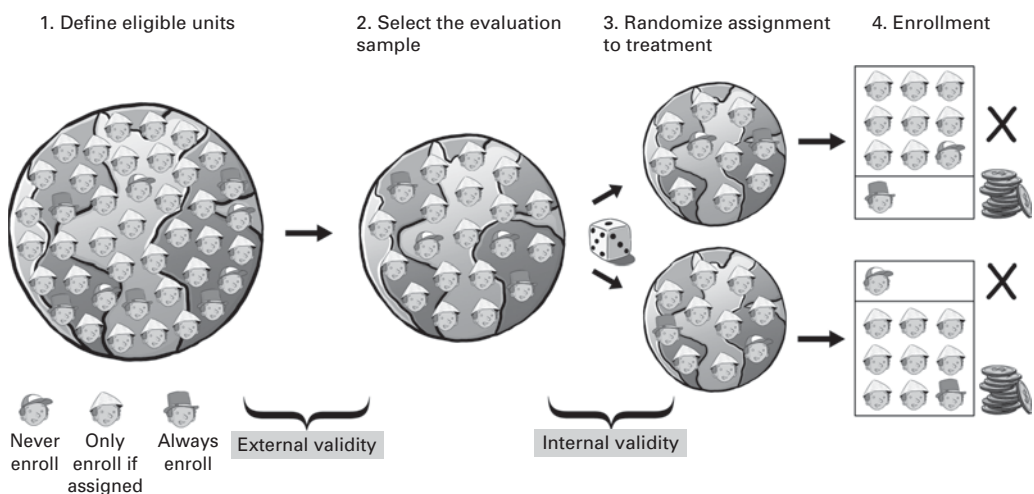 1. Define eligible units
2. Select the evaluation
sample
3. Randomize assignment
to treatment
4. Enrollment
X
X
Never
enroll
Only
enroll if
assigned
Always
enroll
External validity
Internal validity